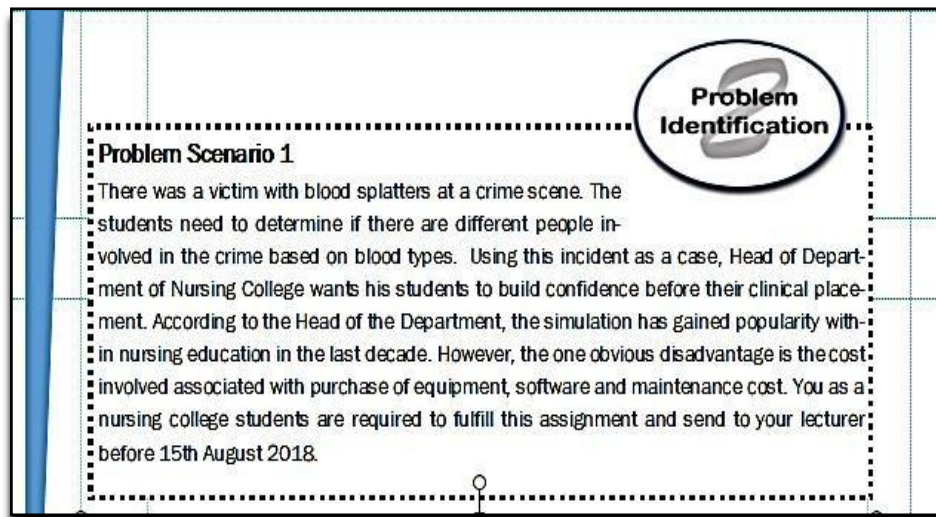 Problem
Identification
Problem Scenario 1
There was a victim with blood splatters at a crime scene. The
students need to determine if there are different people in-
volved in the crime based on blood types. Using this incident as a case, Head of Depart-
ment of Nursing College wants his students to build confidence before their clinical place-
ment. According to the Head of the Department, the simulation has gained popularity with-
in nursing education in the last decade. However, the one obvious disadvantage is the cost
involved associated with purchase of equipment, software and maintenance cost. You as a
nursing college students are required to fulfill this assignment and send to your lecturer
before 15th August 2018.